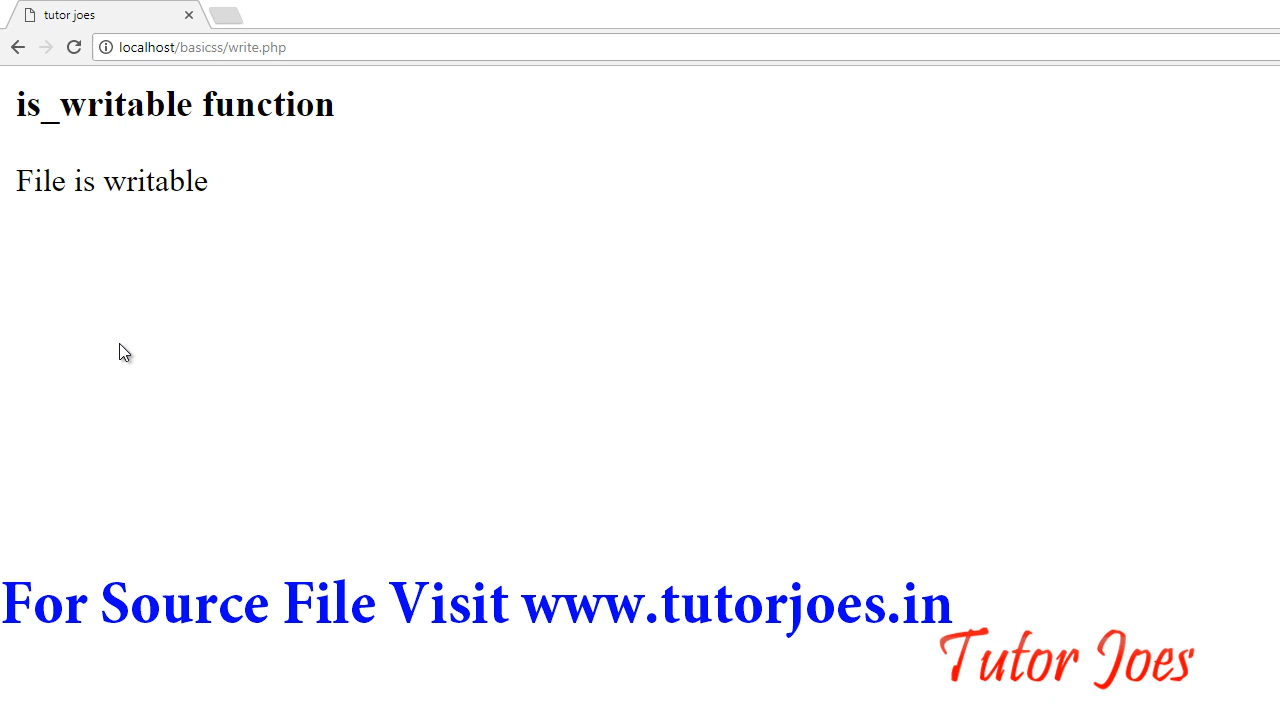 tutor joes
localhost/basicss/write.php
is_writable function
File is writable
For Source File Visit www.tutorjoes.in
Tutor Joes